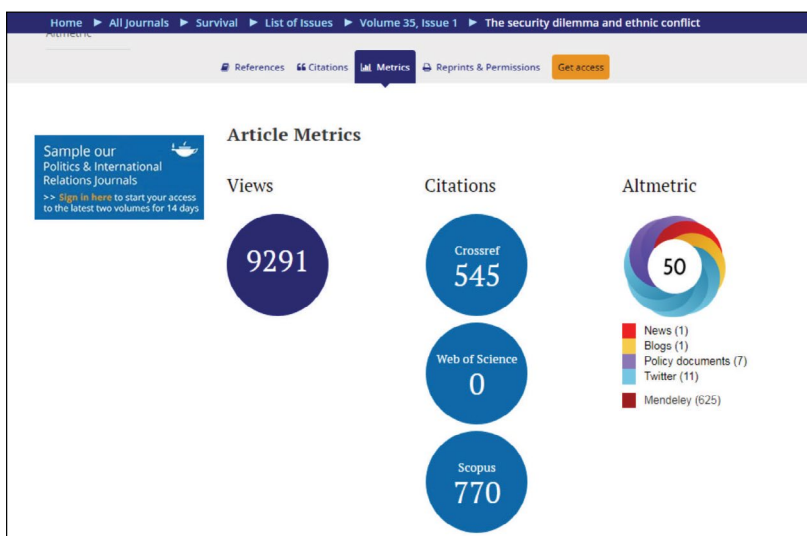 Home ▶ All Journals ▶ Survival ▶ List of Issues ▶ Volume 35, Issue 1 ▶ The security dilemma and ethnic conflict
Altmetric
References Citations Metrics Reprints & Permissions Get access
Sample our
Politics & International
Relations Journals
>> Sign in here to start your access
to the latest two volumes for 14 days
Article Metrics
Views
9291
Citations
Crossref
545
Web of Science
0
Scopus
770
Altmetric
50
News (1)
Blogs (1)
Policy documents (7)
Twitter (11)
Mendeley (625)